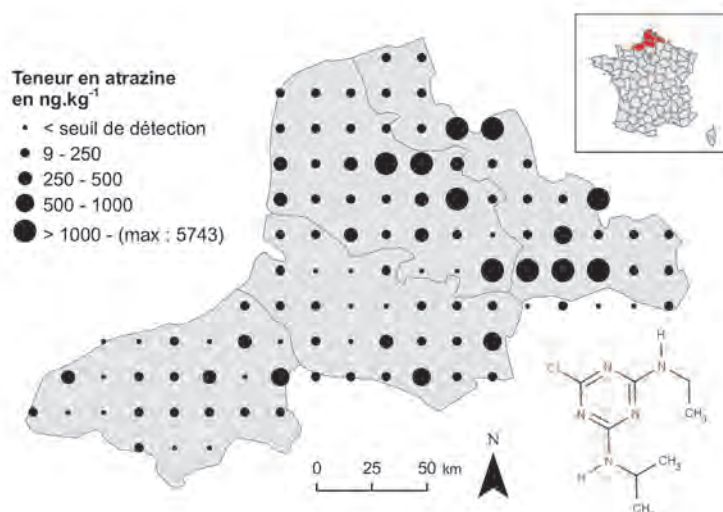 Teneur en atrazine
en ng.kg⁻¹
< seuil de détection
9 - 250
250 - 500
500 - 1000
> 1000 - (max : 5743)
N
0 25 50 km
H
Cl N N
CH₃
N N
N CH₃
H
CH₃